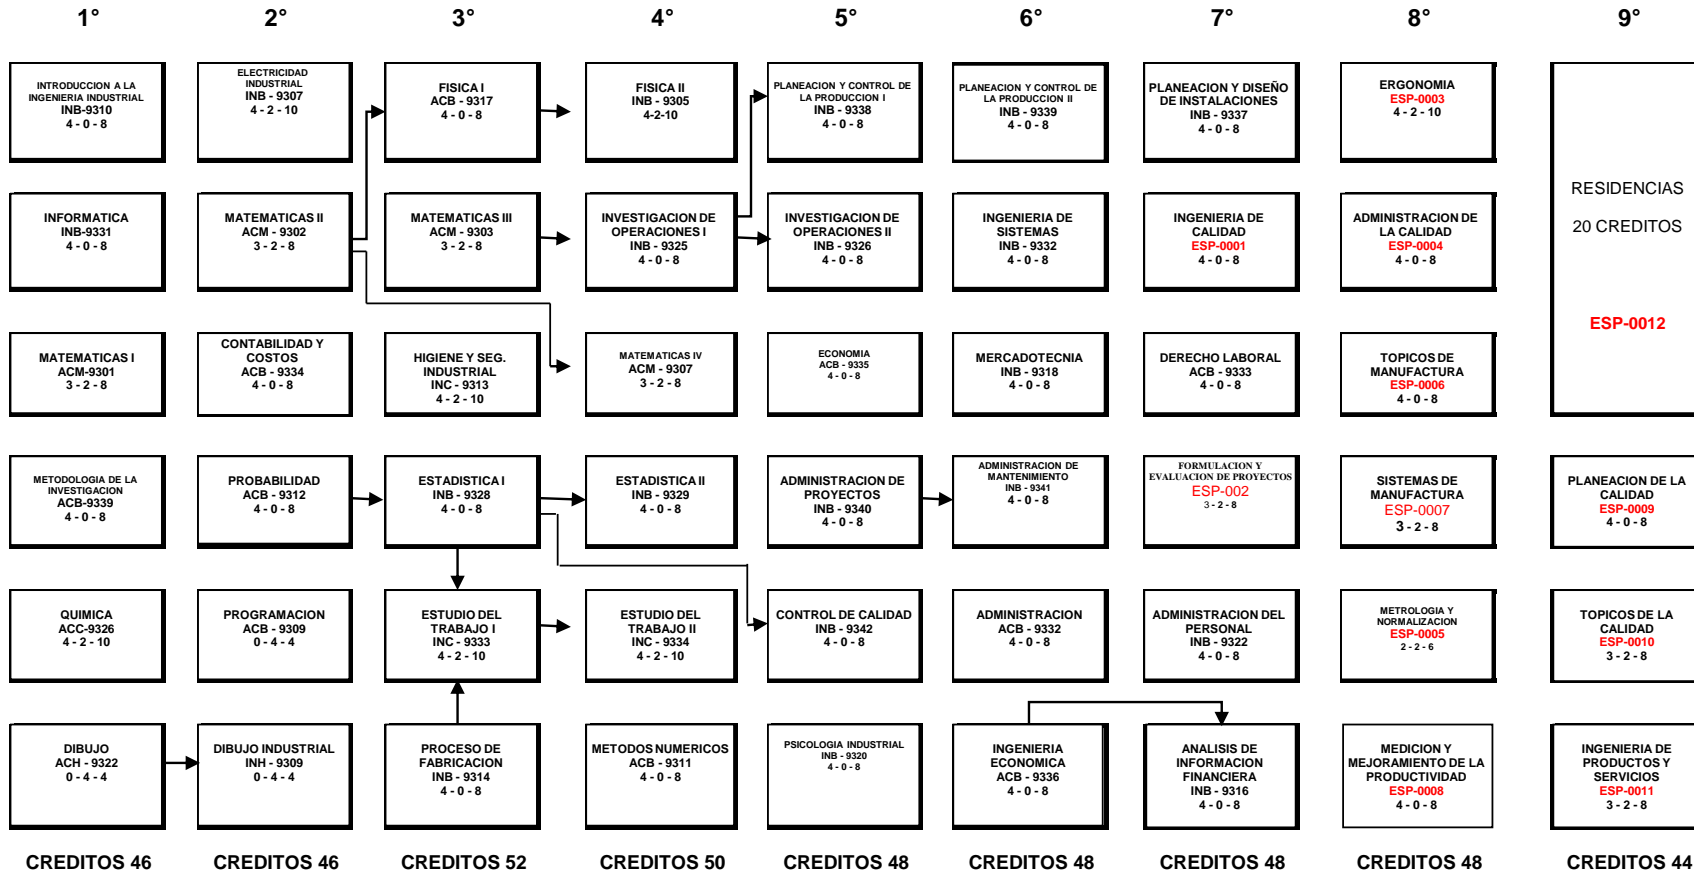 1°
2°
3°
4°
5°
6°
7°
8°
9°
INTRODUCCION A LA
INGENIERIA INDUSTRIAL
INB-9310
4 - 0 - 8
ELECTRICIDAD
INDUSTRIAL
INB - 9307
4 - 2 - 10
FISICA I
ACB - 9317
4 - 0 - 8
FISICA II
INB - 9305
4-2-10
PLANEACION Y CONTROL DE
LA PRODUCCION I
INB - 9338
4 - 0 - 8
PLANEACION Y CONTROL DE
LA PRODUCCION II
INB - 9339
4 - 0 - 8
PLANEACION Y DISEÑO
DE INSTALACIONES
INB - 9337
4 - 0 - 8
ERGONOMIA
ESP-0003
4 - 2 - 10
RESIDENCIAS
20 CREDITOS
ESP-0012
INFORMATICA
INB-9331
4 - 0 - 8
MATEMATICAS II
ACM - 9302
3 - 2 - 8
MATEMATICAS III
ACM - 9303
3 - 2 - 8
INVESTIGACION DE
OPERACIONES I
INB - 9325
4 - 0 - 8
INVESTIGACION DE
OPERACIONES II
INB - 9326
4 - 0 - 8
INGENIERIA DE
SISTEMAS
INB - 9332
4 - 0 - 8
INGENIERIA DE
CALIDAD
ESP-0001
4 - 0 - 8
ADMINISTRACION DE
LA CALIDAD
ESP-0004
4 - 0 - 8
MATEMATICAS I
ACM-9301
3 - 2 - 8
CONTABILIDAD Y
COSTOS
ACB - 9334
4 - 0 - 8
HIGIENE Y SEG.
INDUSTRIAL
INC - 9313
4 - 2 - 10
MATEMATICAS IV
ACM - 9307
3 - 2 - 8
ECONOMIA
ACB - 9335
4 - 0 - 8
MERCADOTECNIA
INB - 9318
4 - 0 - 8
DERECHO LABORAL
ACB - 9333
4 - 0 - 8
TOPICOS DE
MANUFACTURA
ESP-0006
4 - 0 - 8
METODOLOGIA DE LA
INVESTIGACION
ACB-9339
4 - 0 - 8
PROBABILIDAD
ACB - 9312
4 - 0 - 8
ESTADISTICA I
INB - 9328
4 - 0 - 8
ESTADISTICA II
INB - 9329
4 - 0 - 8
ADMINISTRACION DE
PROYECTOS
INB - 9340
4 - 0 - 8
ADMINISTRACION DE
MANTENIMIENTO
INB - 9341
4 - 0 - 8
FORMULACION Y
EVALUACION DE PROYECTOS
ESP-002
3 - 2 - 8
SISTEMAS DE
MANUFACTURA
ESP-0007
3 - 2 - 8
PLANEACION DE LA
CALIDAD
ESP-0009
4 - 0 - 8
QUIMICA
ACC-9326
4 - 2 - 10
PROGRAMACION
ACB - 9309
0 - 4 - 4
ESTUDIO DEL
TRABAJO I
INC - 9333
4 - 2 - 10
ESTUDIO DEL
TRABAJO II
INC - 9334
4 - 2 - 10
CONTROL DE CALIDAD
INB - 9342
4 - 0 - 8
ADMINISTRACION
ACB - 9332
4 - 0 - 8
ADMINISTRACION DEL
PERSONAL
INB - 9322
4 - 0 - 8
METROLOGIA Y
NORMALIZACION
ESP-0005
2 - 2 - 6
TOPICOS DE LA
CALIDAD
ESP-0010
3 - 2 - 8
DIBUJO
ACH - 9322
0 - 4 - 4
DIBUJO INDUSTRIAL
INH - 9309
0 - 4 - 4
PROCESO DE
FABRICACION
INB - 9314
4 - 0 - 8
METODOS NUMERICOS
ACB - 9311
4 - 0 - 8
PSICOLOGIA INDUSTRIAL
INB - 9320
4 - 0 - 8
INGENIERIA
ECONOMICA
ACB - 9336
4 - 0 - 8
ANALISIS DE
INFORMACION
FINANCIERA
INB - 9316
4 - 0 - 8
MEDICION Y
MEJORAMIENTO DE LA
PRODUCTIVIDAD
ESP-0008
4 - 0 - 8
INGENIERIA DE
PRODUCTOS Y
SERVICIOS
ESP-0011
3 - 2 - 8
CREDITOS 46
CREDITOS 46
CREDITOS 52
CREDITOS 50
CREDITOS 48
CREDITOS 48
CREDITOS 48
CREDITOS 48
CREDITOS 44